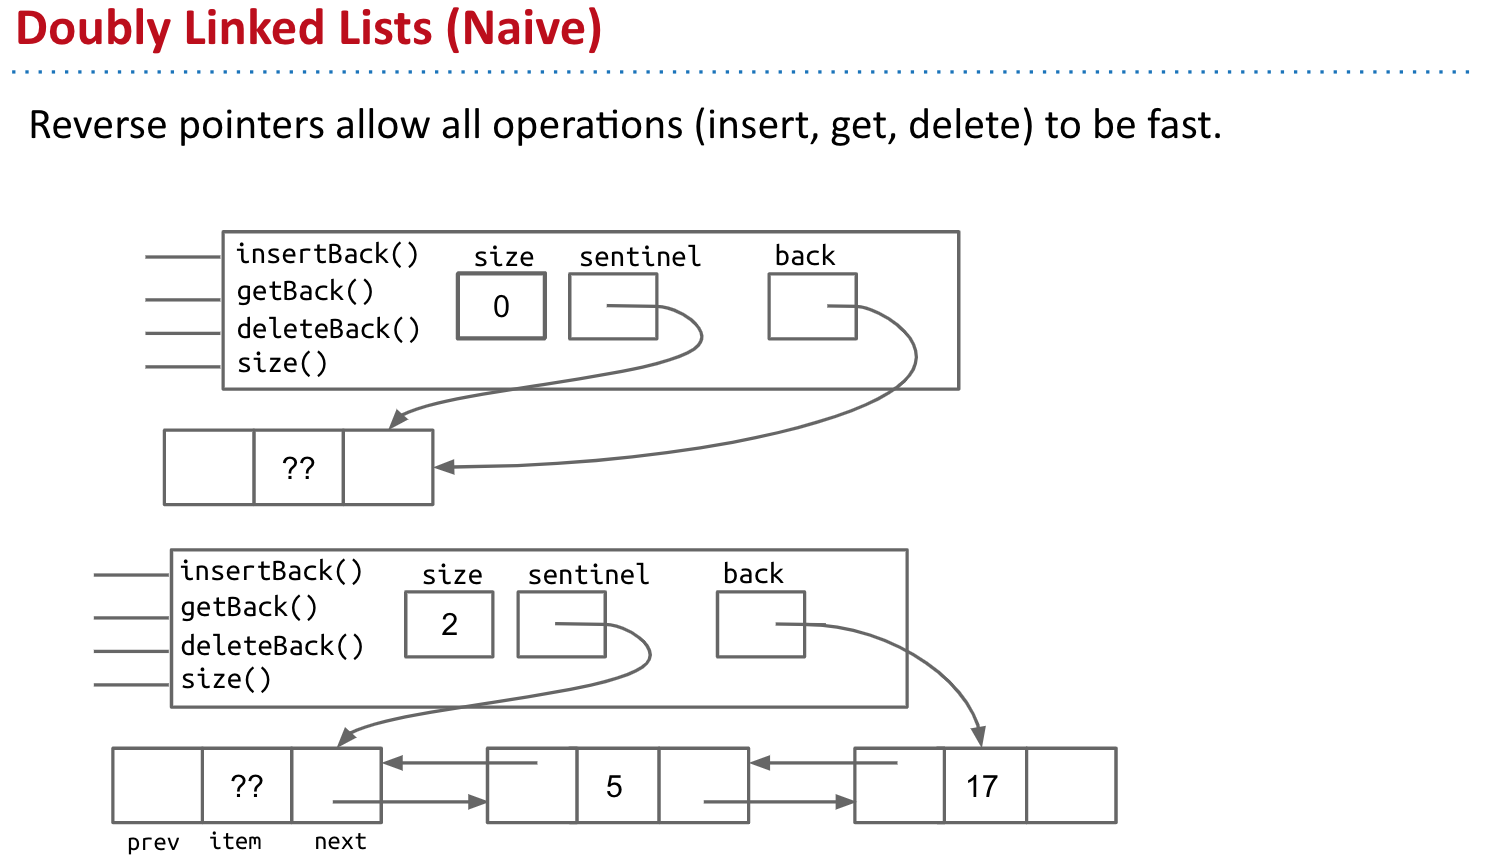 Doubly Linked Lists (Naive)
Reverse pointers allow all operations (insert, get, delete) to be fast.
insertBack()
getBack()
deleteBack()
size()
size
sentinel
back
0
??
insertBack()
getBack()
deleteBack()
size()
size
sentinel
back
2
??
5
17
prev
item
next